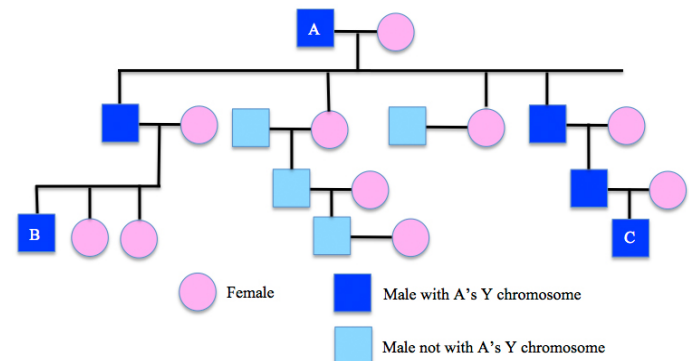 A
B
C
Female
Male with A's Y chromosome
Male not with A's Y chromosome